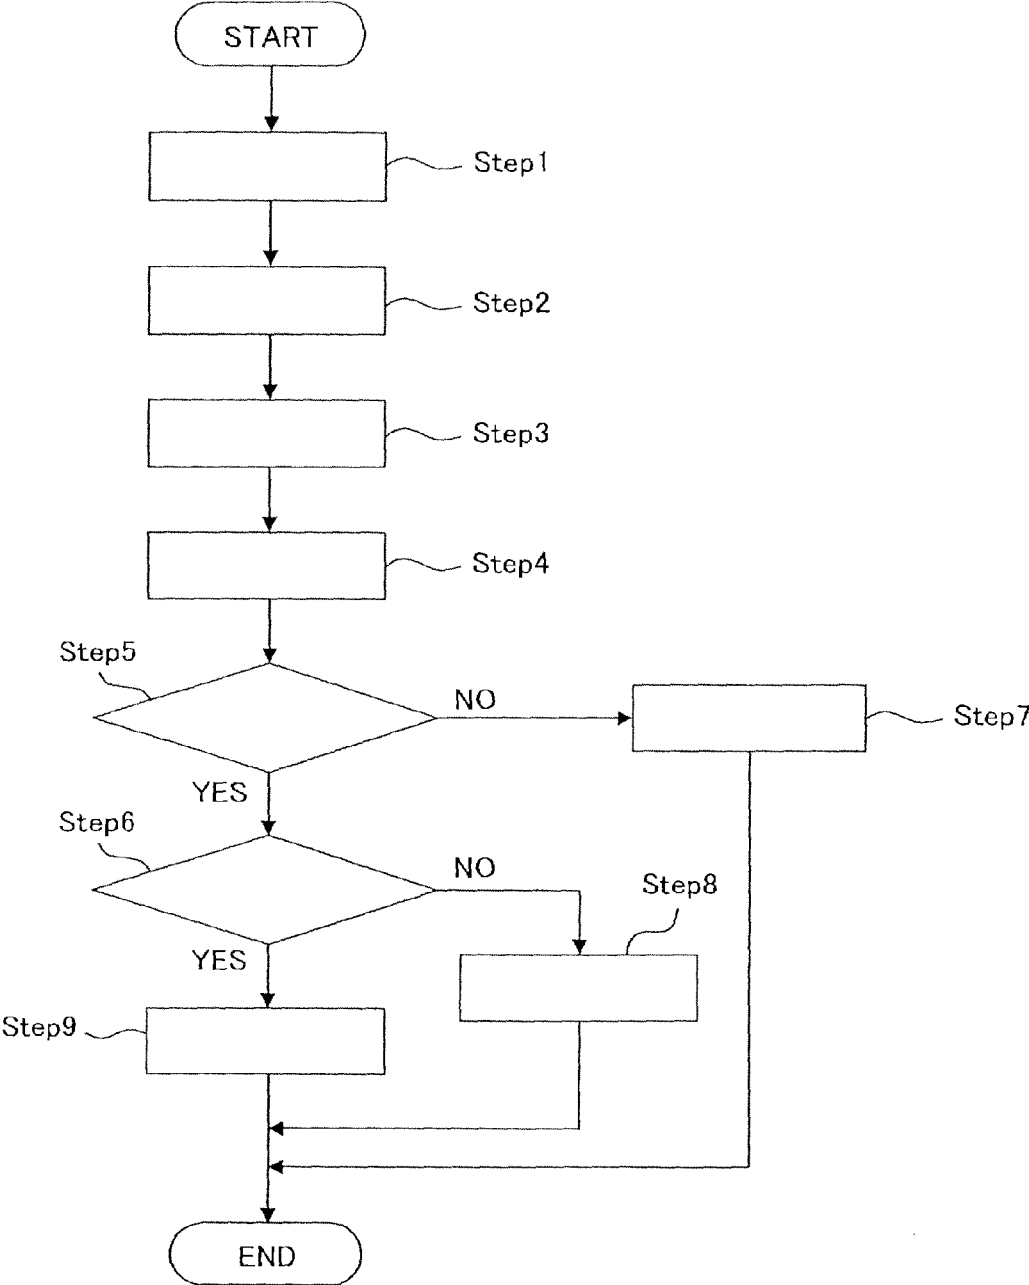 START
Step1
Step2
Step3
Step4
Step5
NO
Step7
YES
Step6
NO
Step8
YES
Step9
END